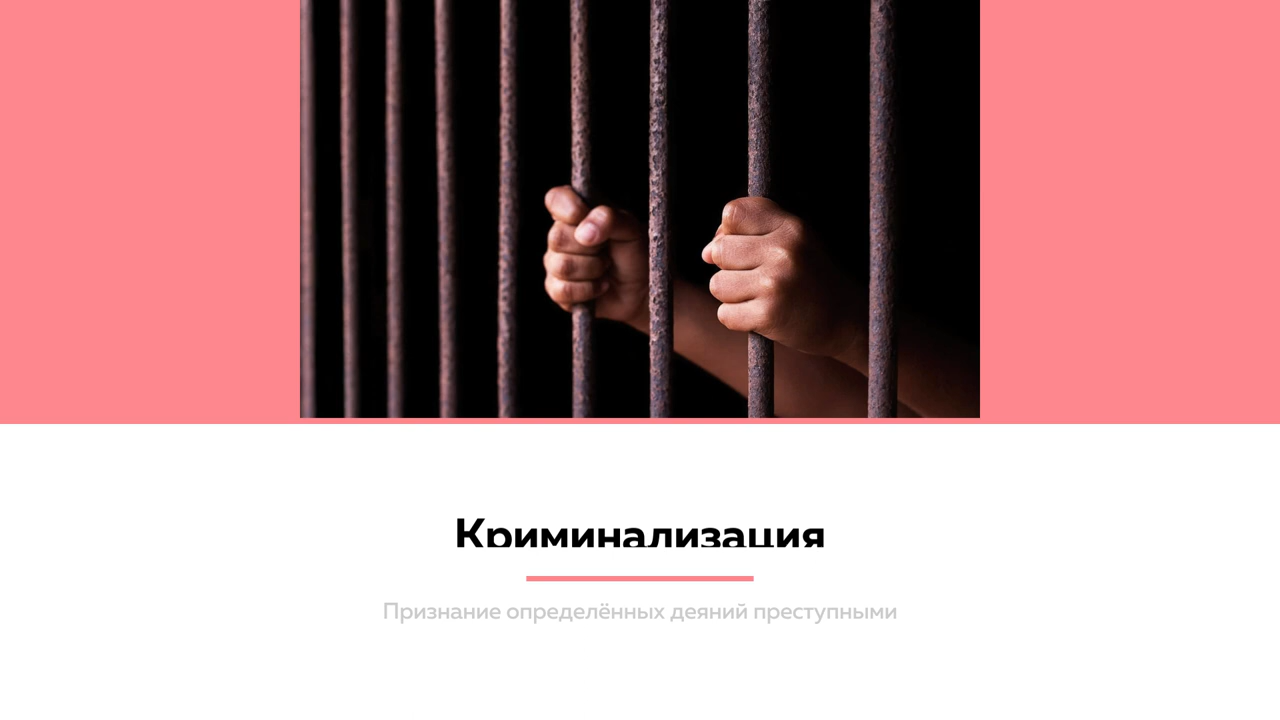 Криминализация
Признание определённых деяний преступными